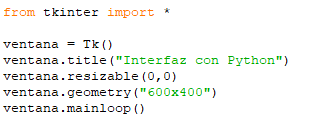 from tkinter import *

ventana = Tk()
ventana.title("Interfaz con Python")
ventana.resizable(0,0)
ventana.geometry("600x400")
ventana.mainloop()